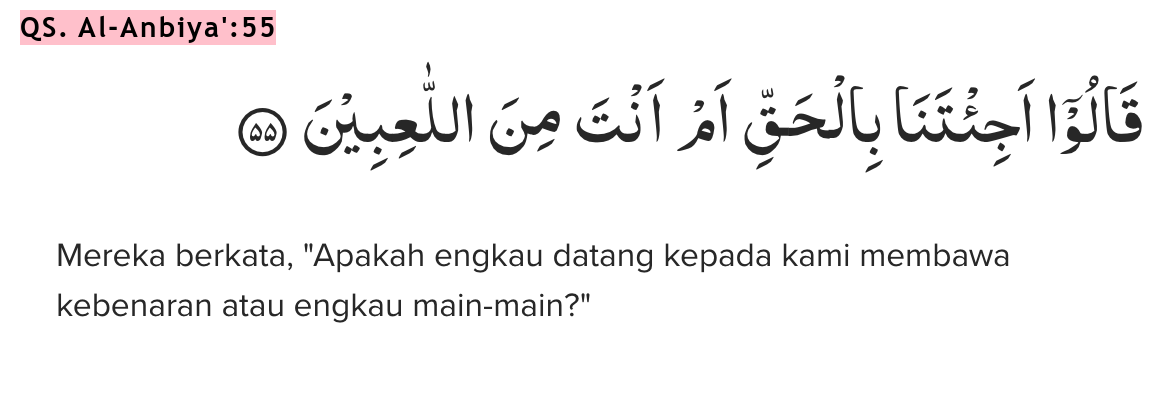 QS. Al-Anbiya':55
قَالُوْٓا اَجِئْتَنَا بِالْحَقِّ اَمْ اَنْتَ مِنَ اللّٰعِبِيْنَ ۵۵
Mereka berkata, "Apakah engkau datang kepada kami membawa
kebenaran atau engkau main-main?"